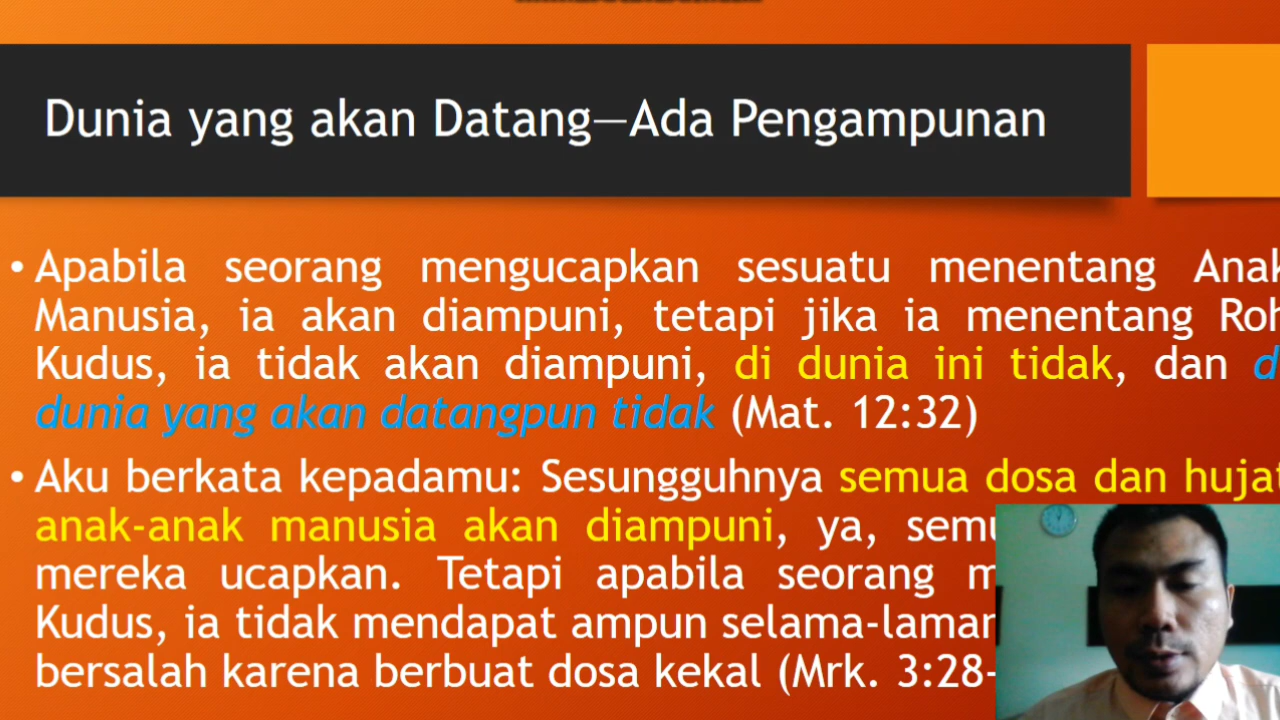 Dunia yang akan Datang—Ada Pengampunan
• Apabila seorang mengucapkan sesuatu menentang Anak
Manusia, ia akan diampuni, tetapi jika ia menentang Roh
Kudus, ia tidak akan diampuni, di dunia ini tidak, dan
dunia yang akan datangpun tidak (Mat. 12:32)
• Aku berkata kepadamu: Sesungguhnya semua dosa dan hujat
anak-anak manusia akan diampuni, ya,
mereka ucapkan. Tetapi apabila seorang
Kudus, ia tidak mendapat ampun
bersalah karena berbuat dosa kekal (Mrk. 3:28-